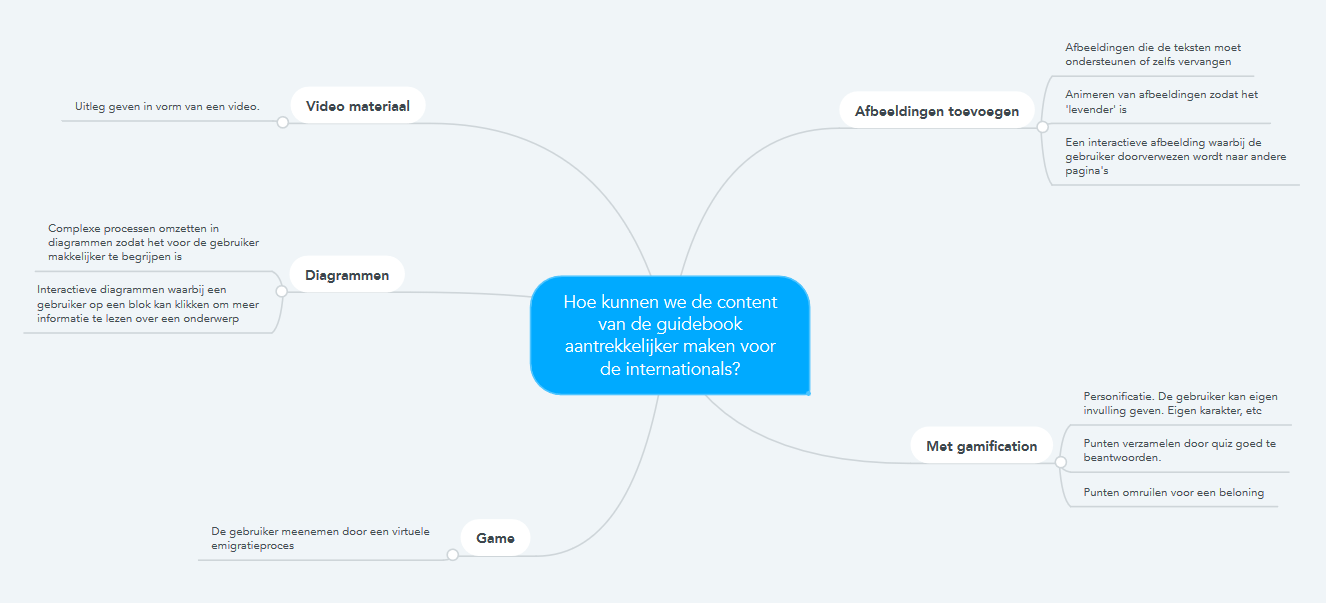 Hoe kunnen we de content
van de guidebook
aantrekkelijker maken voor
de internationals?
Video materiaal
Uitleg geven in vorm van een video.
Diagrammen
Complexe processen omzetten in
diagrammen zodat het voor de gebruiker
makkelijker te begrijpen is
Interactieve diagrammen waarbij een
gebruiker op een blok kan klikken om meer
informatie te lezen over een onderwerp
Game
De gebruiker meenemen door een virtuele
emigratieproces
Afbeeldingen toevoegen
Afbeeldingen die de teksten moet
ondersteunen of zelfs vervangen
Animeren van afbeeldingen zodat het
'levender' is
Een interactieve afbeelding waarbij de
gebruiker doorverwezen wordt naar andere
pagina's
Met gamification
Personificatie. De gebruiker kan eigen
invulling geven. Eigen karakter, etc
Punten verzamelen door quiz goed te
beantwoorden.
Punten omruilen voor een beloning